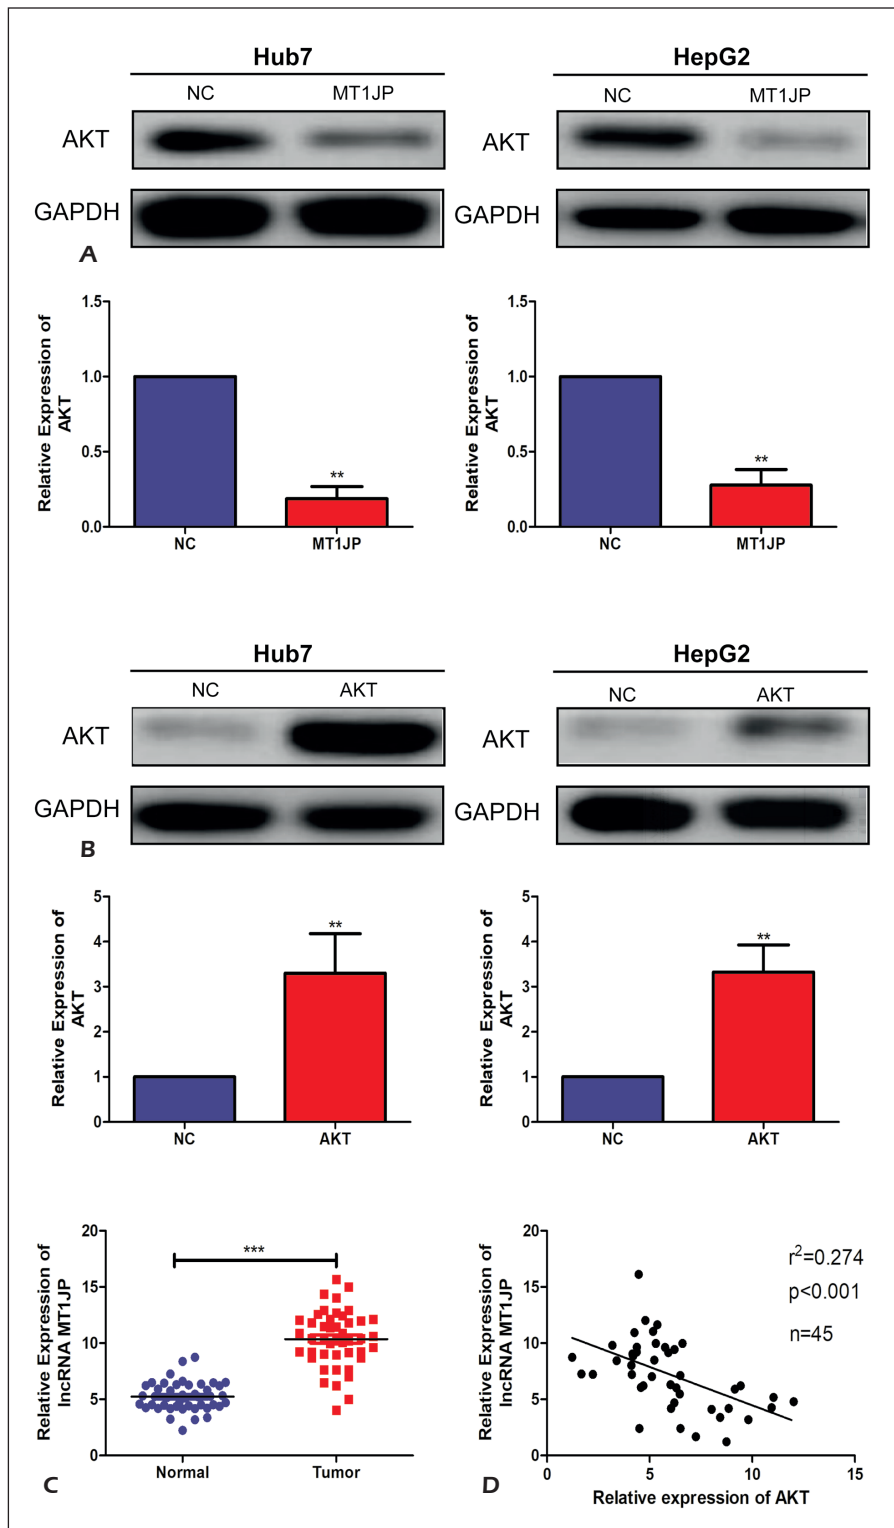 Hub7
HepG2
NC MT1JP
NC MT1JP
AKT
AKT
GAPDH
GAPDH
A
Relative Expression of
AKT
1.5
1.0
0.5
0.0
**
NC MT1JP
Relative Expression of
AKT
1.5
1.0
0.5
0.0
**
NC MT1JP
Hub7
HepG2
NC AKT
NC AKT
AKT
AKT
GAPDH
GAPDH
B
Relative Expression of
AKT
5
4
3
2
1
0
**
NC AKT
Relative Expression of
AKT
5
4
3
2
1
0
**
NC AKT
Relative Expression of
lncRNA MT1JP
20
15
10
5
0
***
Normal Tumor
C
Relative Expression of
lncRNA MT1JP
20
15
10
5
0
r²=0.274
p<0.001
n=45
0 5 10 15
Relative expression of AKT
D